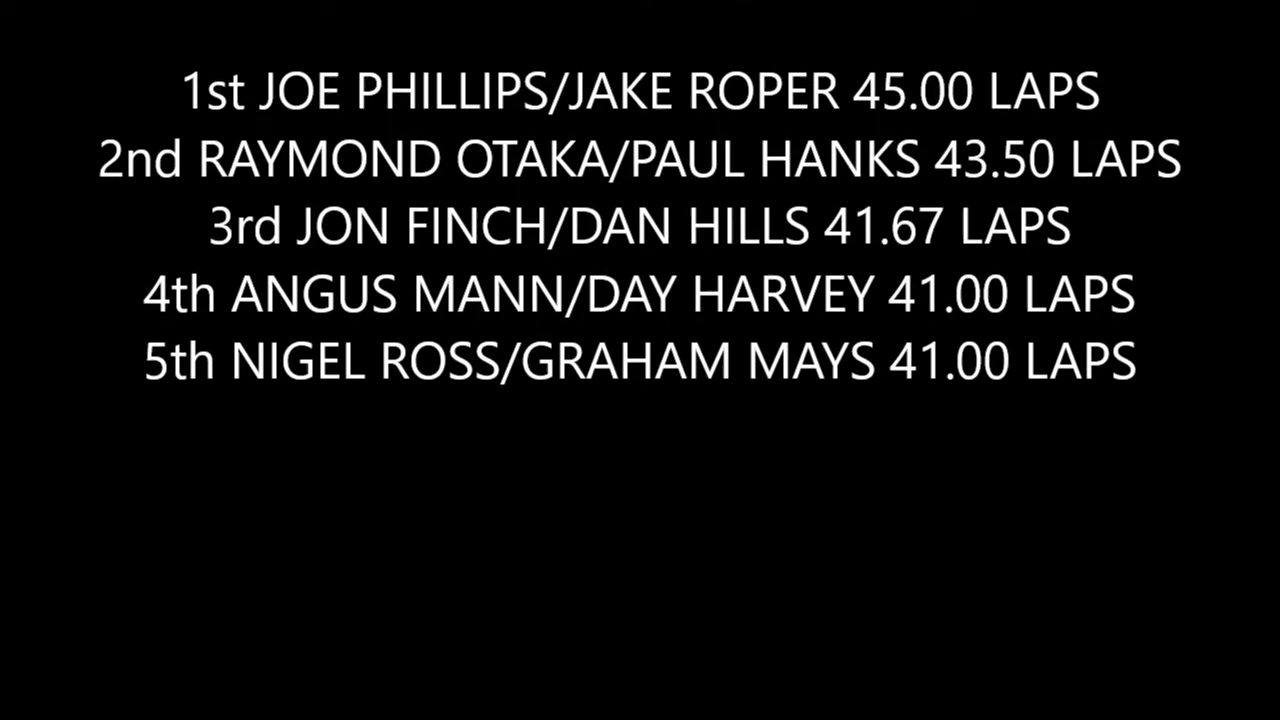 1st JOE PHILLIPS/JAKE ROPER 45.00 LAPS
2nd RAYMOND OTAKA/PAUL HANKS 43.50 LAPS
3rd JON FINCH/DAN HILLS 41.67 LAPS
4th ANGUS MANN/DAY HARVEY 41.00 LAPS
5th NIGEL ROSS/GRAHAM MAYS 41.00 LAPS